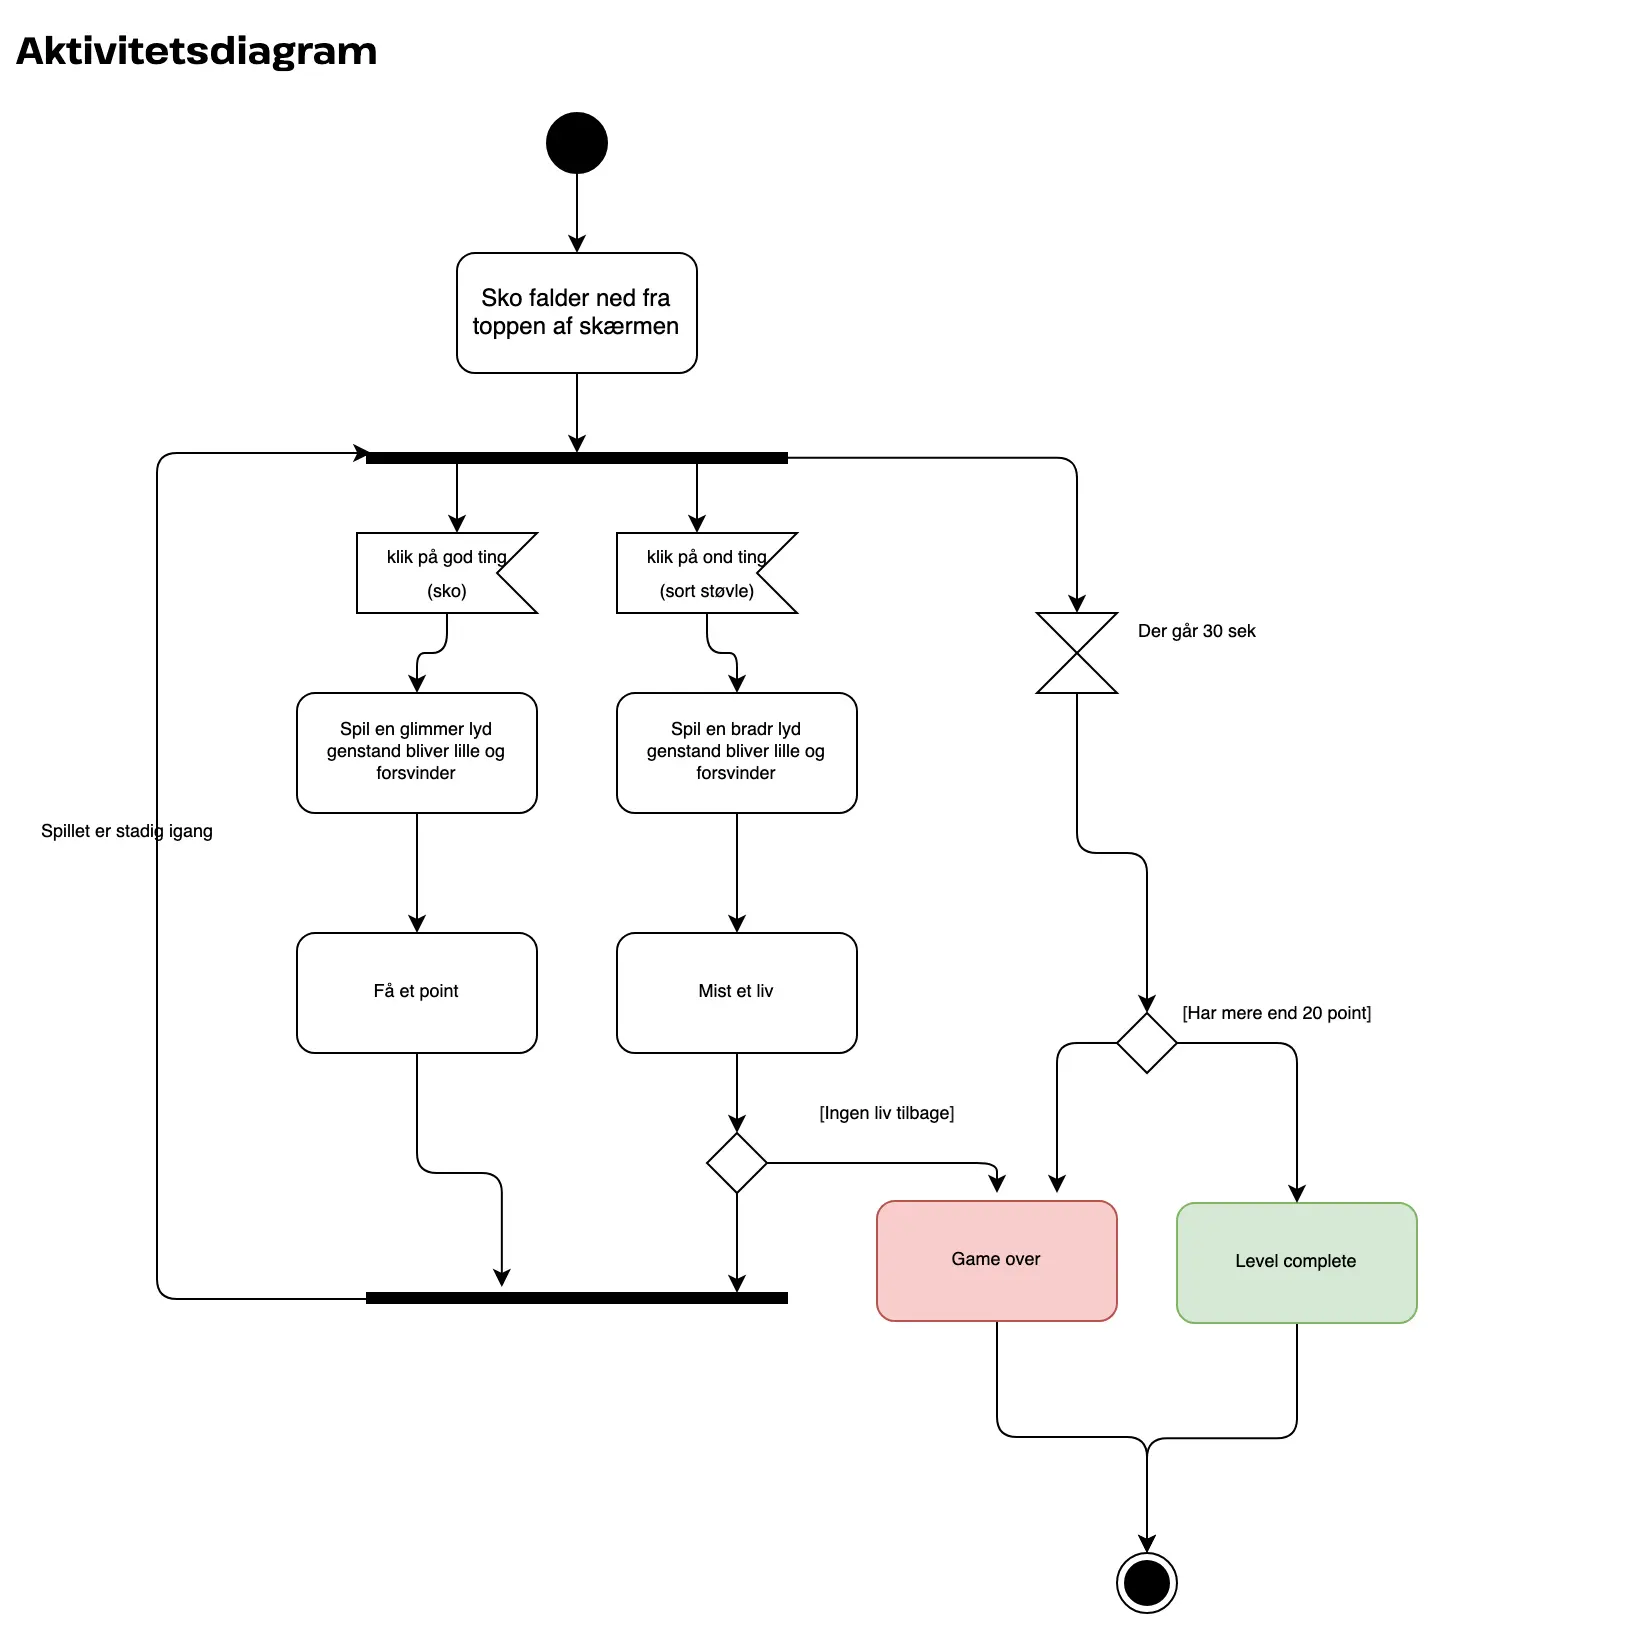 Aktivitetsdiagram
Sko falder ned fra
toppen af skærmen
klik på god ting
(sko)
klik på ond ting
(sort støvle)
Der går 30 sek
Spil en glimmer lyd
genstand bliver lille og
forsvinder
Spil en bradr lyd
genstand bliver lille og
forsvinder
Spillet er stadig igang
Få et point
Mist et liv
[Har mere end 20 point]
[Ingen liv tilbage]
Game over
Level complete